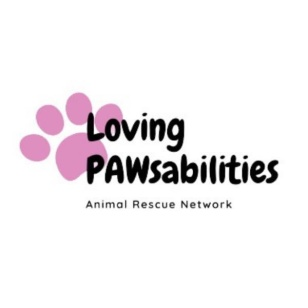 Loving
PAWsabilities
Animal Rescue Network